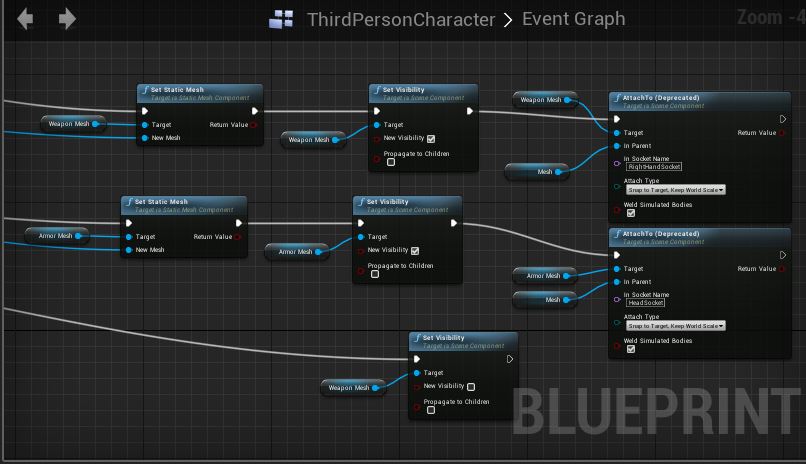 ThirdPersonCharacter > Event Graph
Zoom -4
Set Static Mesh
Target is Static Mesh Component
Weapon Mesh
Target
Return Value
New Mesh
Set Visibility
Target is Scene Component
Weapon Mesh
Target
New Visibility
Propagate to Children
Weapon Mesh
Mesh
AttachTo (Deprecated)
Target is Scene Component
Target
Return Value
In Parent
In Socket Name
RightHandSocket
Attach Type
Snap to Target, Keep World Scale
Weld Simulated Bodies
Set Static Mesh
Target is Static Mesh Component
Armor Mesh
Target
Return Value
New Mesh
Set Visibility
Target is Scene Component
Armor Mesh
Target
New Visibility
Propagate to Children
Armor Mesh
Mesh
AttachTo (Deprecated)
Target is Scene Component
Target
Return Value
In Parent
In Socket Name
HeadSocket
Attach Type
Snap to Target, Keep World Scale
Weld Simulated Bodies
Set Visibility
Target is Scene Component
Weapon Mesh
Target
New Visibility
Propagate to Children
BLUEPRINT